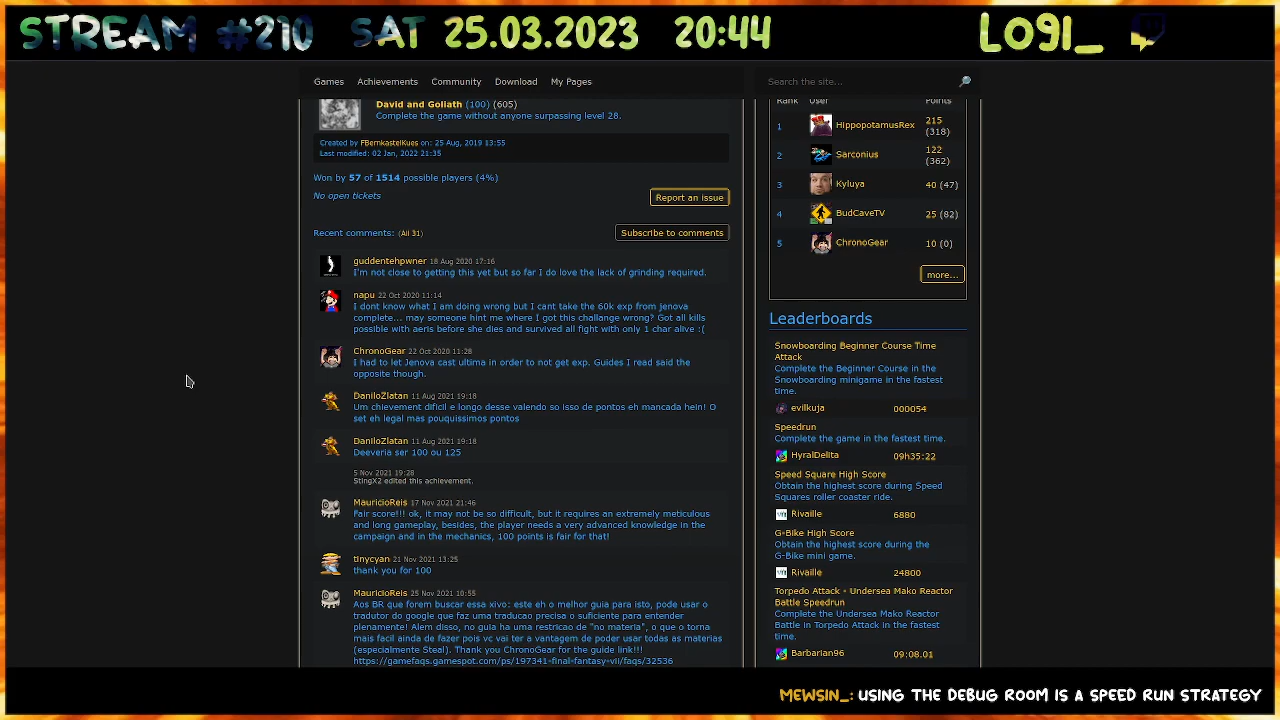 STREAM #210 SAT 25.03.2023 20:44 LO9I_
Games Achievements Community Download My Pages
Search the site...
David and Goliath (100) (605)
Complete the game without anyone surpassing level 28.
Created by FBernkastelKues on: 25 Aug, 2019 13:55
Last modified: 02 Jan, 2022 21:35
Won by 57 of 1514 possible players (4%)
No open tickets
Report an issue
Recent comments: (All 31)
Subscribe to comments
guddentehpwner 18 Aug 2020 17:16
I'm not close to getting this yet but so far I do love the lack of grinding required.
napu 22 Oct 2020 11:14
I dont know what I am doing wrong but I cant take the 60k exp from jenova
complete... may someone hint me where I got this challange wrong? Got all kills
possible with aeris before she dies and survived all fight with only 1 char alive :(
ChronoGear 22 Oct 2020 11:28
I had to let Jenova cast ultima in order to not get exp. Guides I read said the
opposite though.
DaniloZlatan 11 Aug 2021 19:18
Um chievement dificil e longo desse valendo so isso de pontos eh mancada hein! O
set eh legal mas pouquissimos pontos
DaniloZlatan 11 Aug 2021 19:18
Deeveria ser 100 ou 125
5 Nov 2021 19:28
StingX2 edited this achievement.
MauricioReis 17 Nov 2021 21:46
Fair score!!! ok, it may not be so difficult, but it requires an extremely meticulous
and long gameplay, besides, the player needs a very advanced knowledge in the
campaign and in the mechanics, 100 points is fair for that!
tinycyan 21 Nov 2021 13:25
thank you for 100
MauricioReis 25 Nov 2021 10:55
Aos BR que forem buscar essa xivo: este eh o melhor guia para isto, pode usar o
tradutor do google que faz uma traducao precisa o suficiente para entender
plenamente! Alem disso, no guia ha uma restricao de "no materia", o que o torna
mais facil ainda de fazer pois vc vai ter a vantagem de poder usar todas as materias
(especialmente Steal). Thank you ChronoGear for the guide link!!!
https://gamefaqs.gamespot.com/ps/197341-final-fantasy-vii/faqs/32536
Rank User Points
1 HippopotamusRex 215
(318)
2 Sarconius 122
(362)
3 Kyluya 40 (47)
4 BudCaveTV 25 (82)
5 ChronoGear 10 (0)
more...
Leaderboards
Snowboarding Beginner Course Time
Attack
Complete the Beginner Course in the
Snowboarding minigame in the fastest
time.
evilkuja 000054
Speedrun
Complete the game in the fastest time.
HyralDelita 09h35:22
Speed Square High Score
Obtain the highest score during Speed
Squares roller coaster ride.
Rivaille 6880
G-Bike High Score
Obtain the highest score during the
G-Bike mini game.
Rivaille 24800
Torpedo Attack - Undersea Mako Reactor
Battle Speedrun
Complete the Undersea Mako Reactor
Battle in Torpedo Attack in the fastest
time.
Barbarian96 09:08.01
MEWSIN_: USING THE DEBUG ROOM IS A SPEED RUN STRATEGY